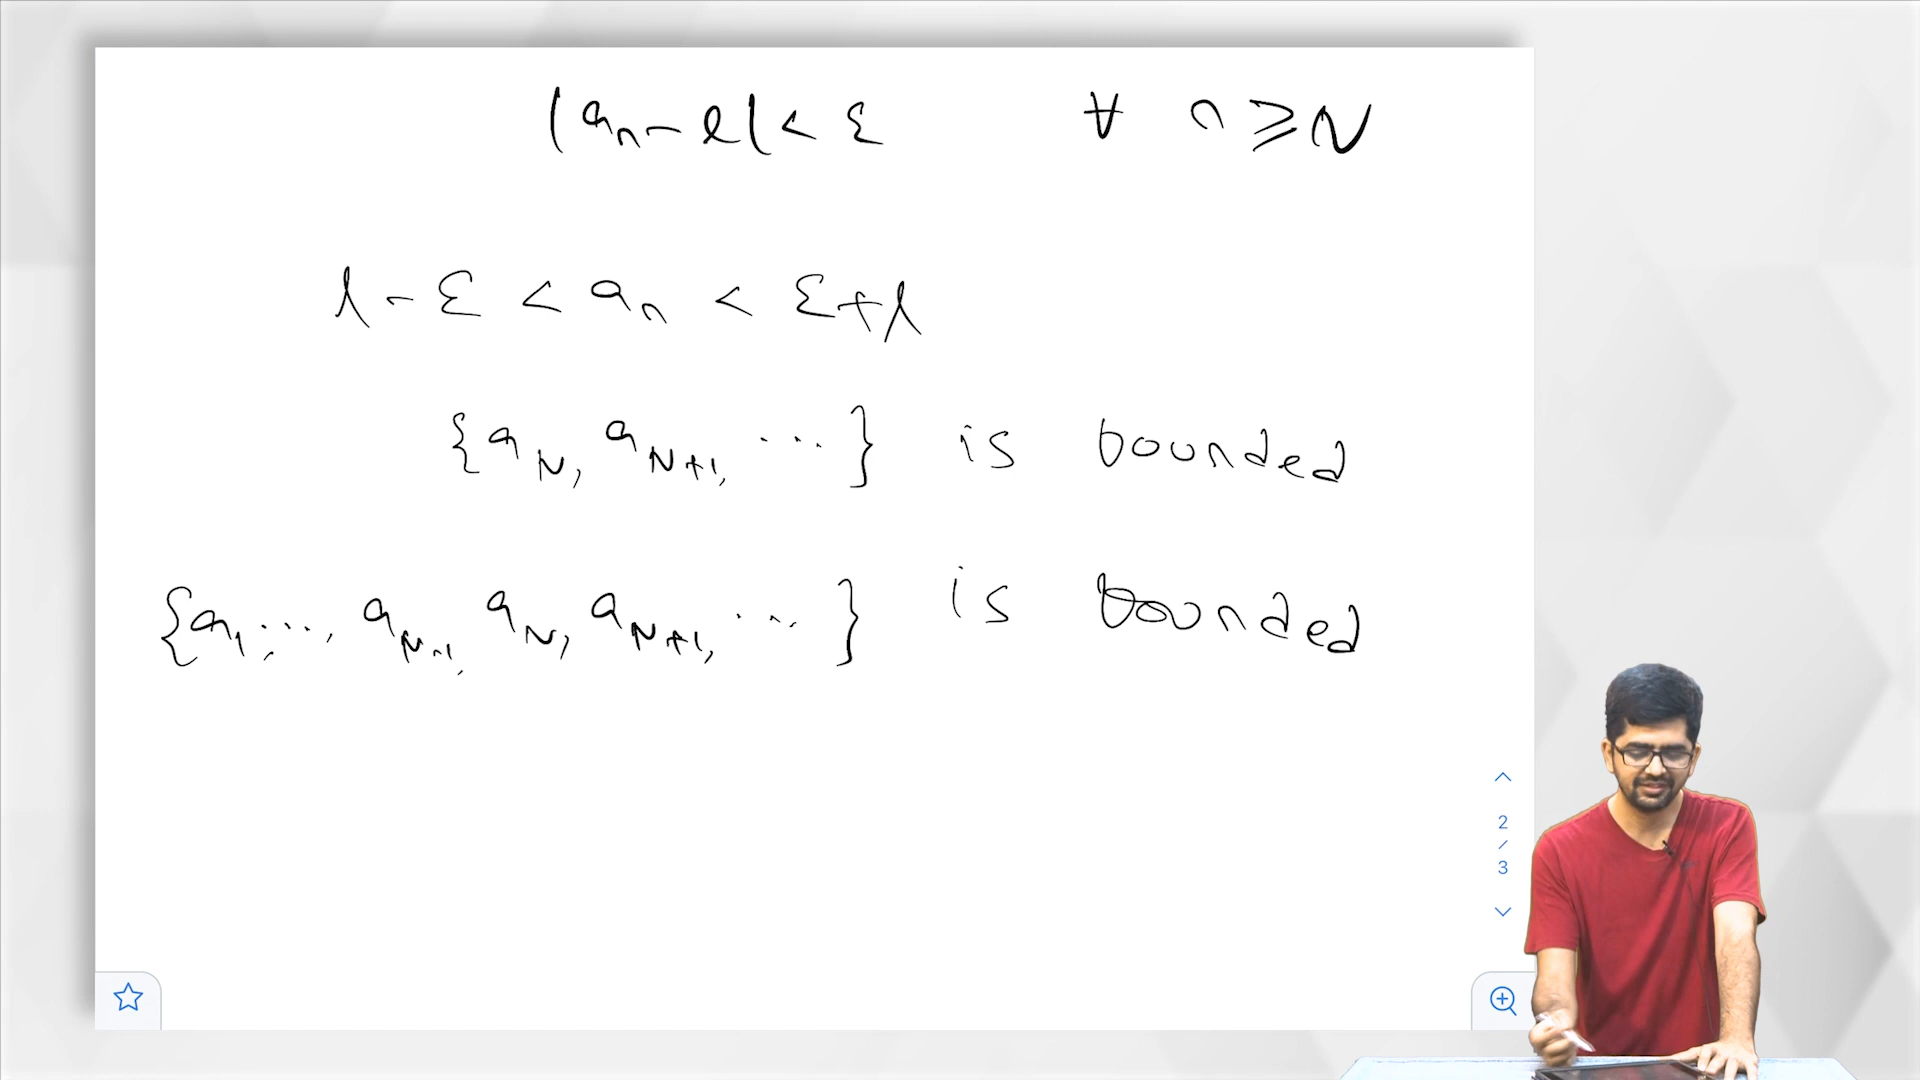 |aₙ - l| < ε ∀ n ⩾ N
l - ε < aₙ < ε + l
{a_N, a_{N+1}, ...} is bounded
{a₁, ..., a_{N-1}, a_N, a_{N+1}, ...} is bounded
2
/
3